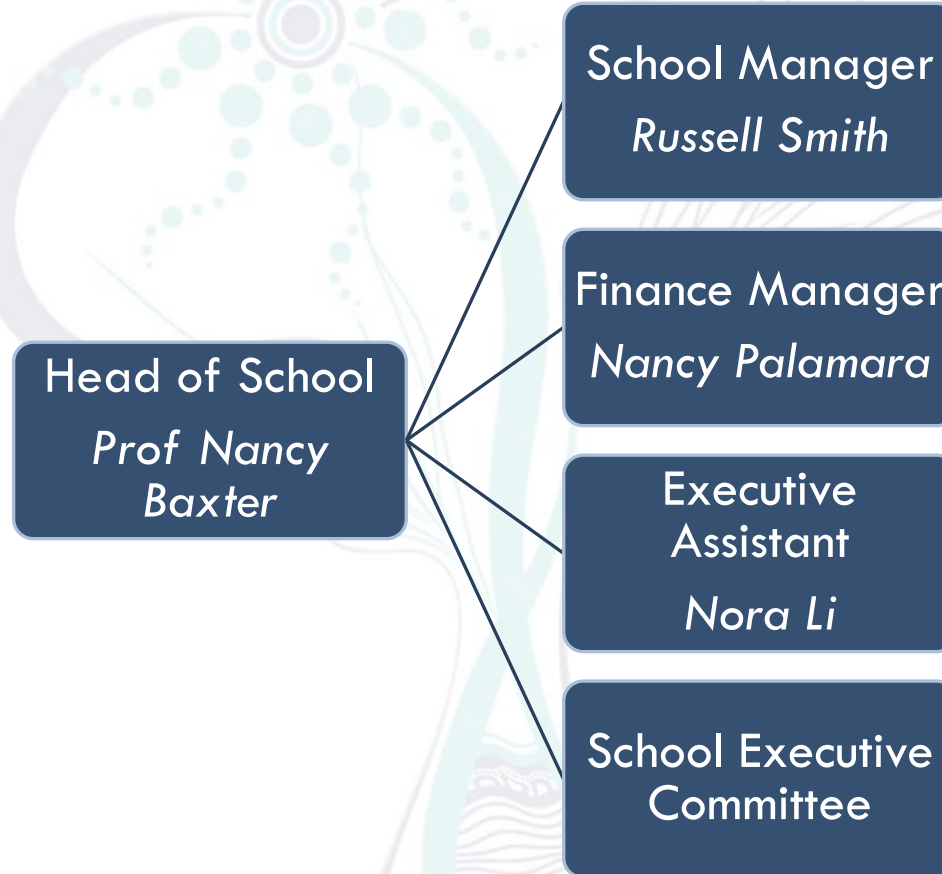 School Manager
Russell Smith
Finance Manager
Nancy Palamara
Head of School
Prof Nancy
Baxter
Executive
Assistant
Nora Li
School Executive
Committee